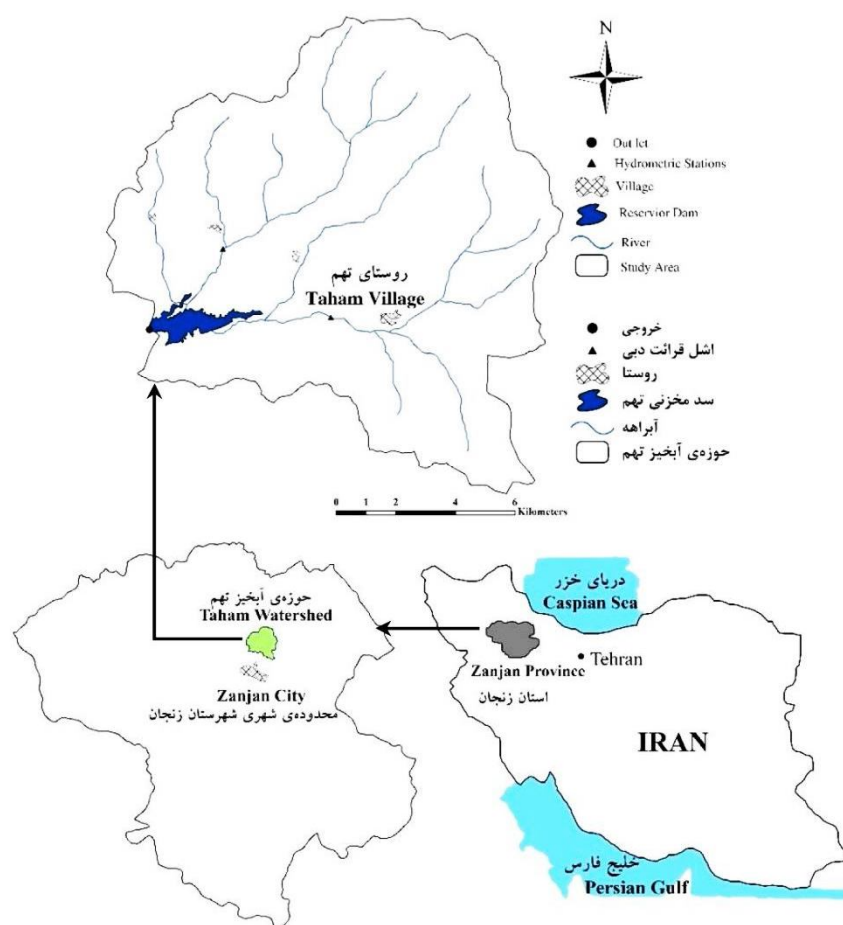 N
Out let
Hydrometric Stations
Village
Reservior Dam
River
Study Area
خروجی
اشل قرائت دبی
روستا
سد مخزنی تهم
آبراهه
حوزه‌ی آبخیز تهم
روستای تهم
Taham Village
0 1 2 4 6
Kilometers
حوزه‌ی آبخیز تهم
Taham Watershed
Zanjan City
محدوده‌ی شهری شهرستان زنجان
دریای خزر
Caspian Sea
Tehran
Zanjan Province
استان زنجان
IRAN
خلیج فارس
Persian Gulf